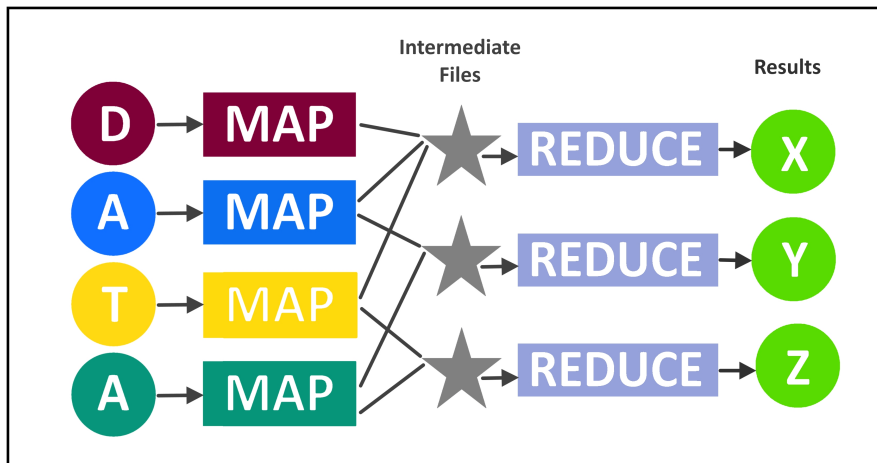 Intermediate
Files
Results
D MAP REDUCE X
A MAP REDUCE Y
T MAP
A MAP REDUCE Z